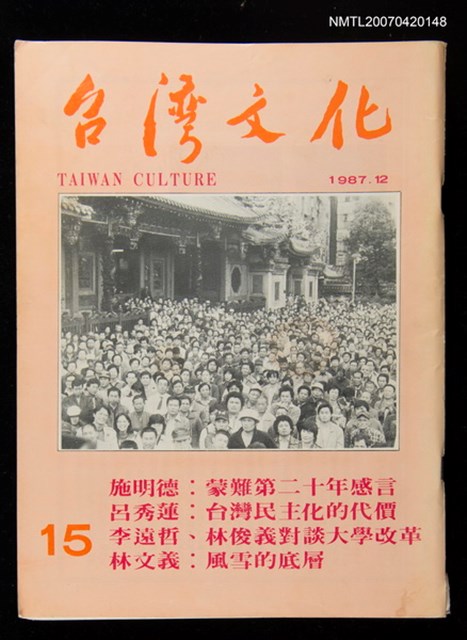 NMTL20070420148
台灣文化
TAIWAN CULTURE
1987.12
施明德：蒙難第二十年感言
呂秀蓮：台灣民主化的代價
李遠哲、林俊義對談大學改革
林文義：風雪的底層
15